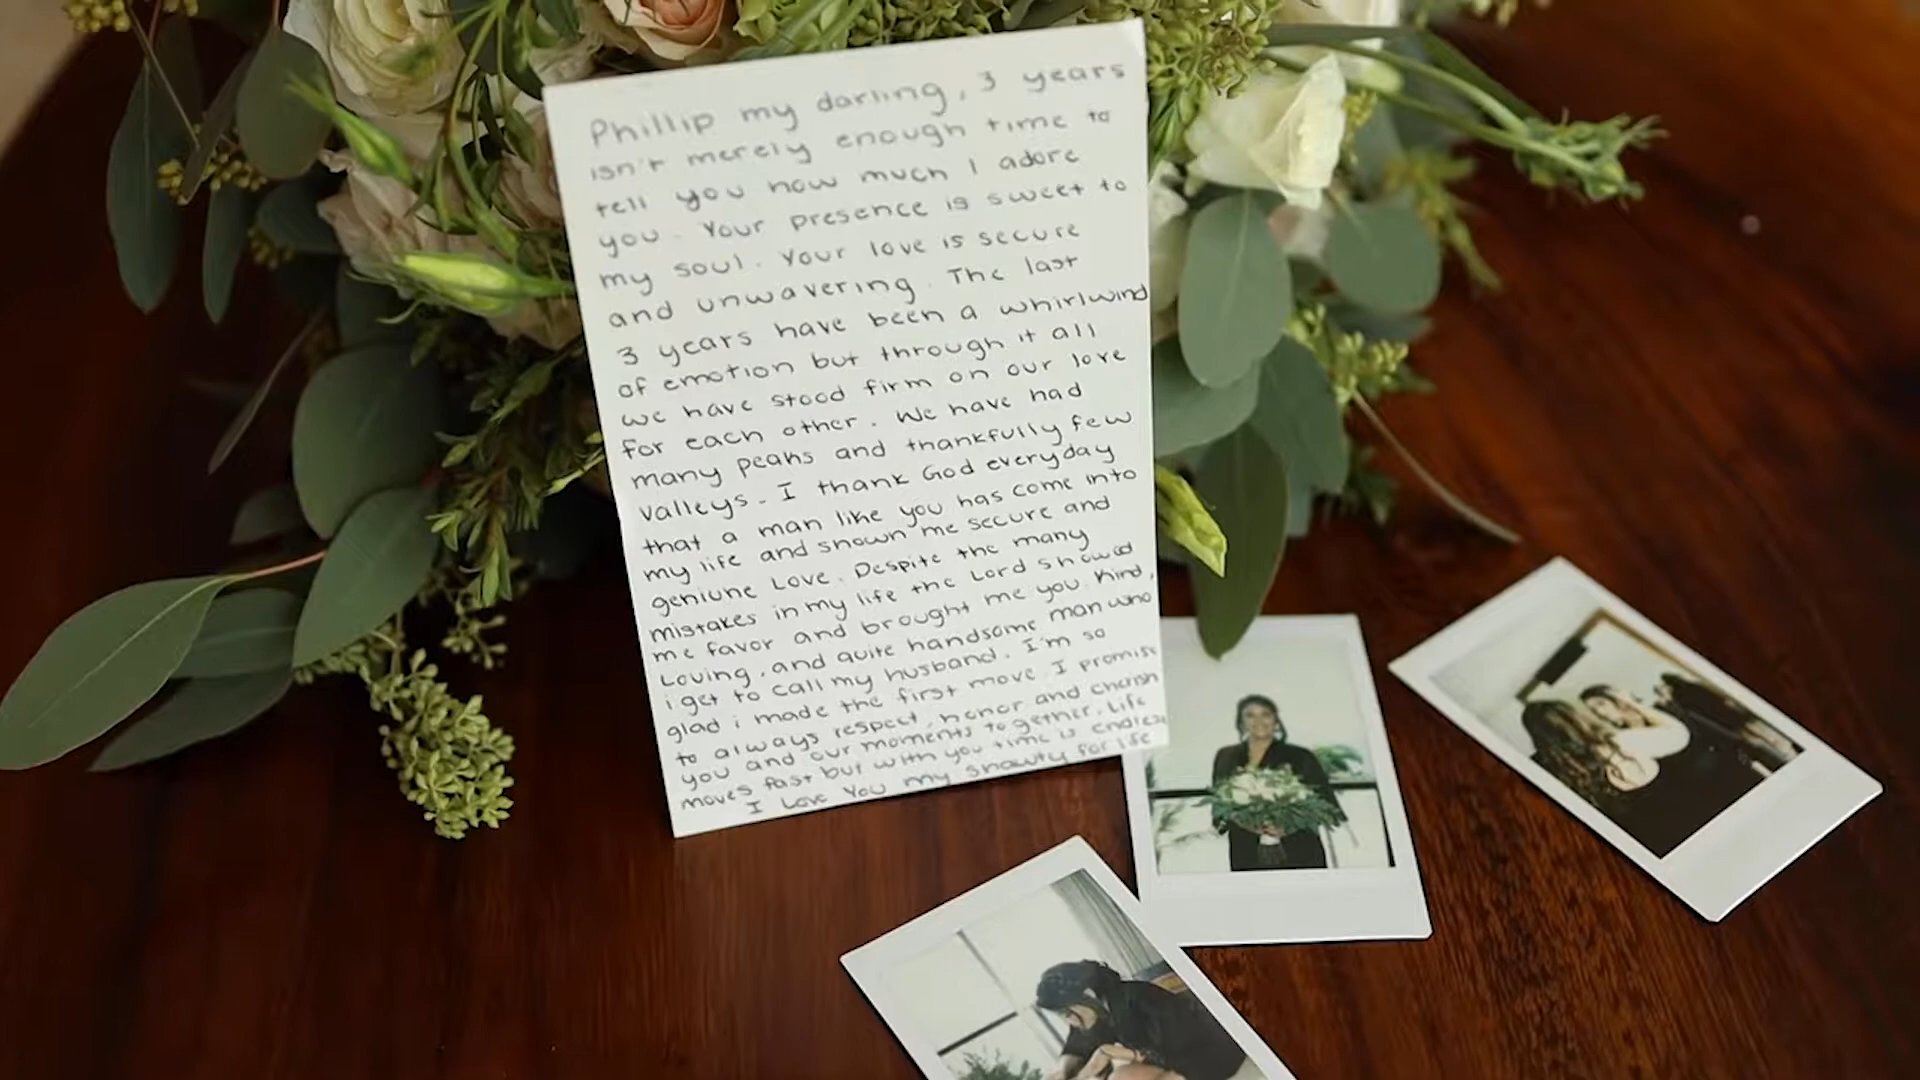 Phillip my darling, 3 years
isn't merely enough time to
tell you how much I adore
you. Your presence is sweet to
my soul. Your love is secure
and unwavering. The last
3 years have been a whirlwind
of emotion but through it all
we have stood firm on our love
for each other. We have had
many peaks and thankfully few
valleys. I thank God everyday
that a man like you has come into
my life and shown me secure and
geniune love. Despite the many
mistakes in my life the Lord showed
me favor and brought me you. Kind,
Loving, and quite handsome man who
i get to call my husband. I'm so
glad i made the first move. I promise
to always respect, honor and cherish
you and our moments together. Life
moves fast but with you time is endless
I Love You my shawty for life